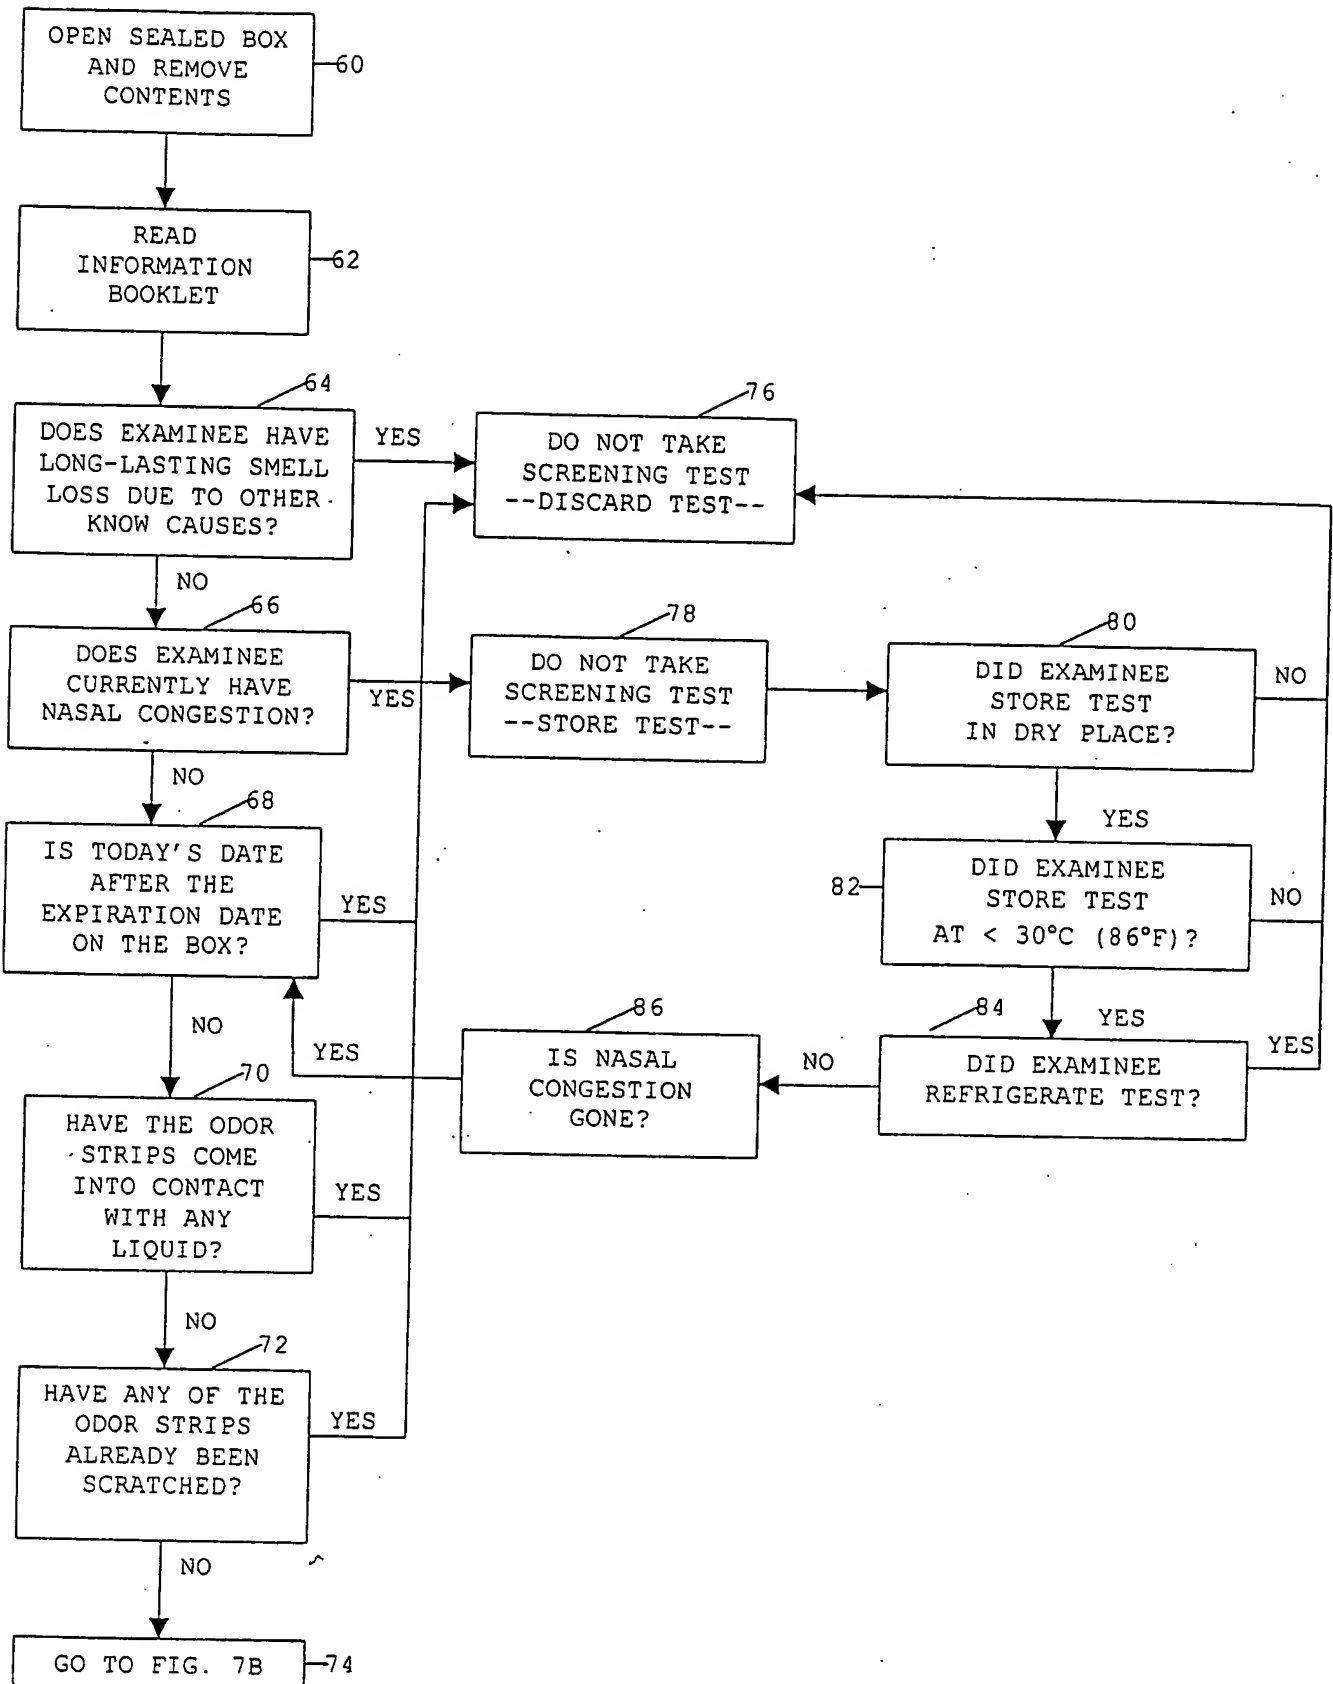 OPEN SEALED BOX
AND REMOVE
CONTENTS
60
READ
INFORMATION
BOOKLET
62
64
DOES EXAMINEE HAVE
LONG-LASTING SMELL
LOSS DUE TO OTHER
KNOW CAUSES?
YES
76
DO NOT TAKE
SCREENING TEST
--DISCARD TEST--
NO
66
DOES EXAMINEE
CURRENTLY HAVE
NASAL CONGESTION?
YES
78
DO NOT TAKE
SCREENING TEST
--STORE TEST--
80
DID EXAMINEE
STORE TEST
IN DRY PLACE?
NO
NO
YES
68
IS TODAY'S DATE
AFTER THE
EXPIRATION DATE
ON THE BOX?
YES
82
DID EXAMINEE
STORE TEST
AT < 30°C (86°F)?
NO
YES
84
DID EXAMINEE
REFRIGERATE TEST?
YES
NO
86
IS NASAL
CONGESTION
GONE?
YES
NO
70
HAVE THE ODOR
STRIPS COME
INTO CONTACT
WITH ANY
LIQUID?
YES
NO
72
HAVE ANY OF THE
ODOR STRIPS
ALREADY BEEN
SCRATCHED?
YES
NO
GO TO FIG. 7B
74